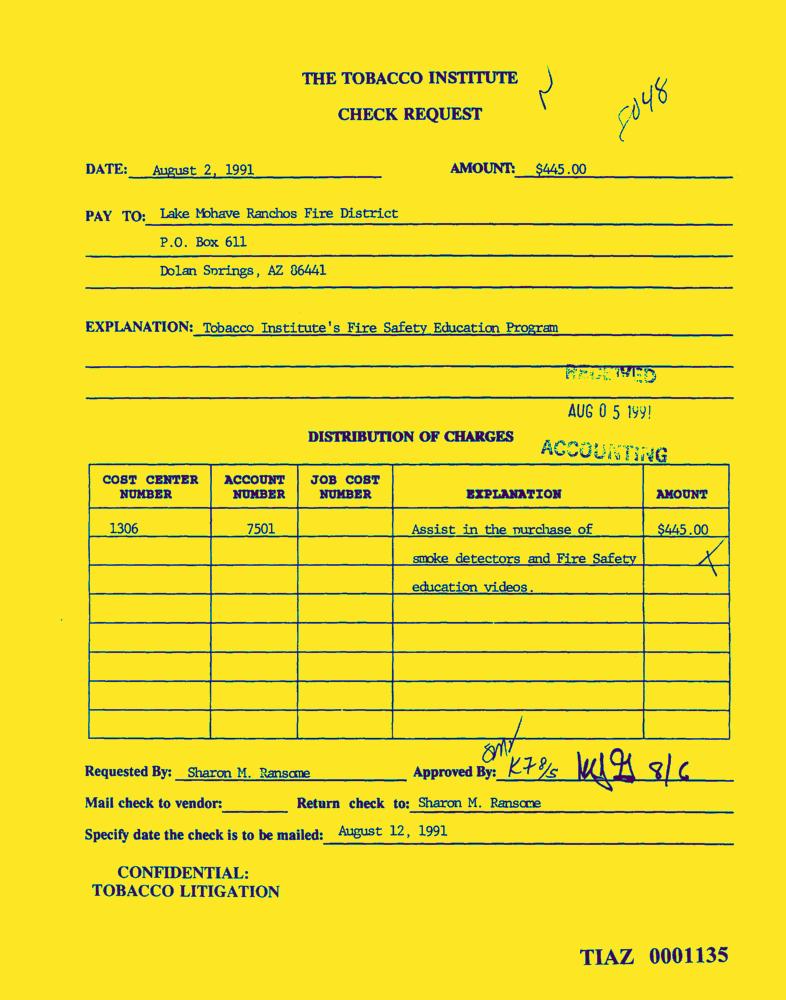 THE TOBACCO INSTITUTE
CHECK REQUEST
8048
DATE: August 2, 1991 AMOUNT: $445.00
PAY TO: Lake Mohave Ranchos Fire District
P.O. Box 611
Dolan Springs, AZ 86441
EXPLANATION: Tobacco Institute's Fire Safety Education Program
RECEIVED
AUG 05 1991
DISTRIBUTION OF CHARGES
ACCOUNTING
COST CENTER NUMBER ACCOUNT NUMBER JOB COST NUMBER EXPLANATION AMOUNT
1306 7501 Assist in the purchase of $445.00
smoke detectors and Fire Safety
education videos.
Requested By: Sharon M. Ransome Approved By: 8/5 8/6
Mail check to vendor: Return check to: Sharon M. Ransome
Specify date the check is to be mailed: August 12, 1991
CONFIDENTIAL:
TOBACCO LITIGATION
TIAZ 0001135